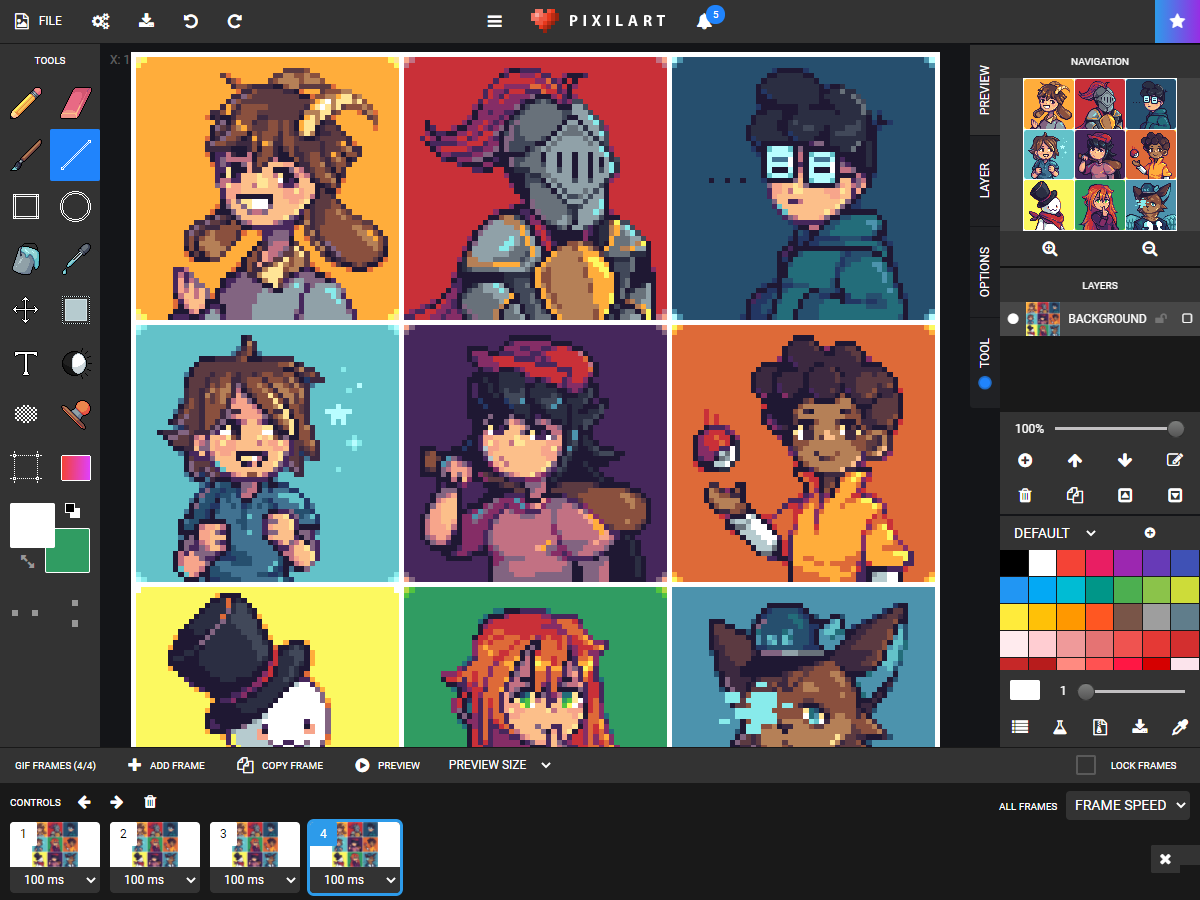 FILE
PIXILART
5
TOOLS
X: 1
NAVIGATION
PREVIEW
LAYER
OPTIONS
TOOL
LAYERS
BACKGROUND
100%
DEFAULT
1
GIF FRAMES (4/4)
ADD FRAME
COPY FRAME
PREVIEW
PREVIEW SIZE
LOCK FRAMES
CONTROLS
ALL FRAMES
FRAME SPEED
1
2
3
4
100 ms
100 ms
100 ms
100 ms